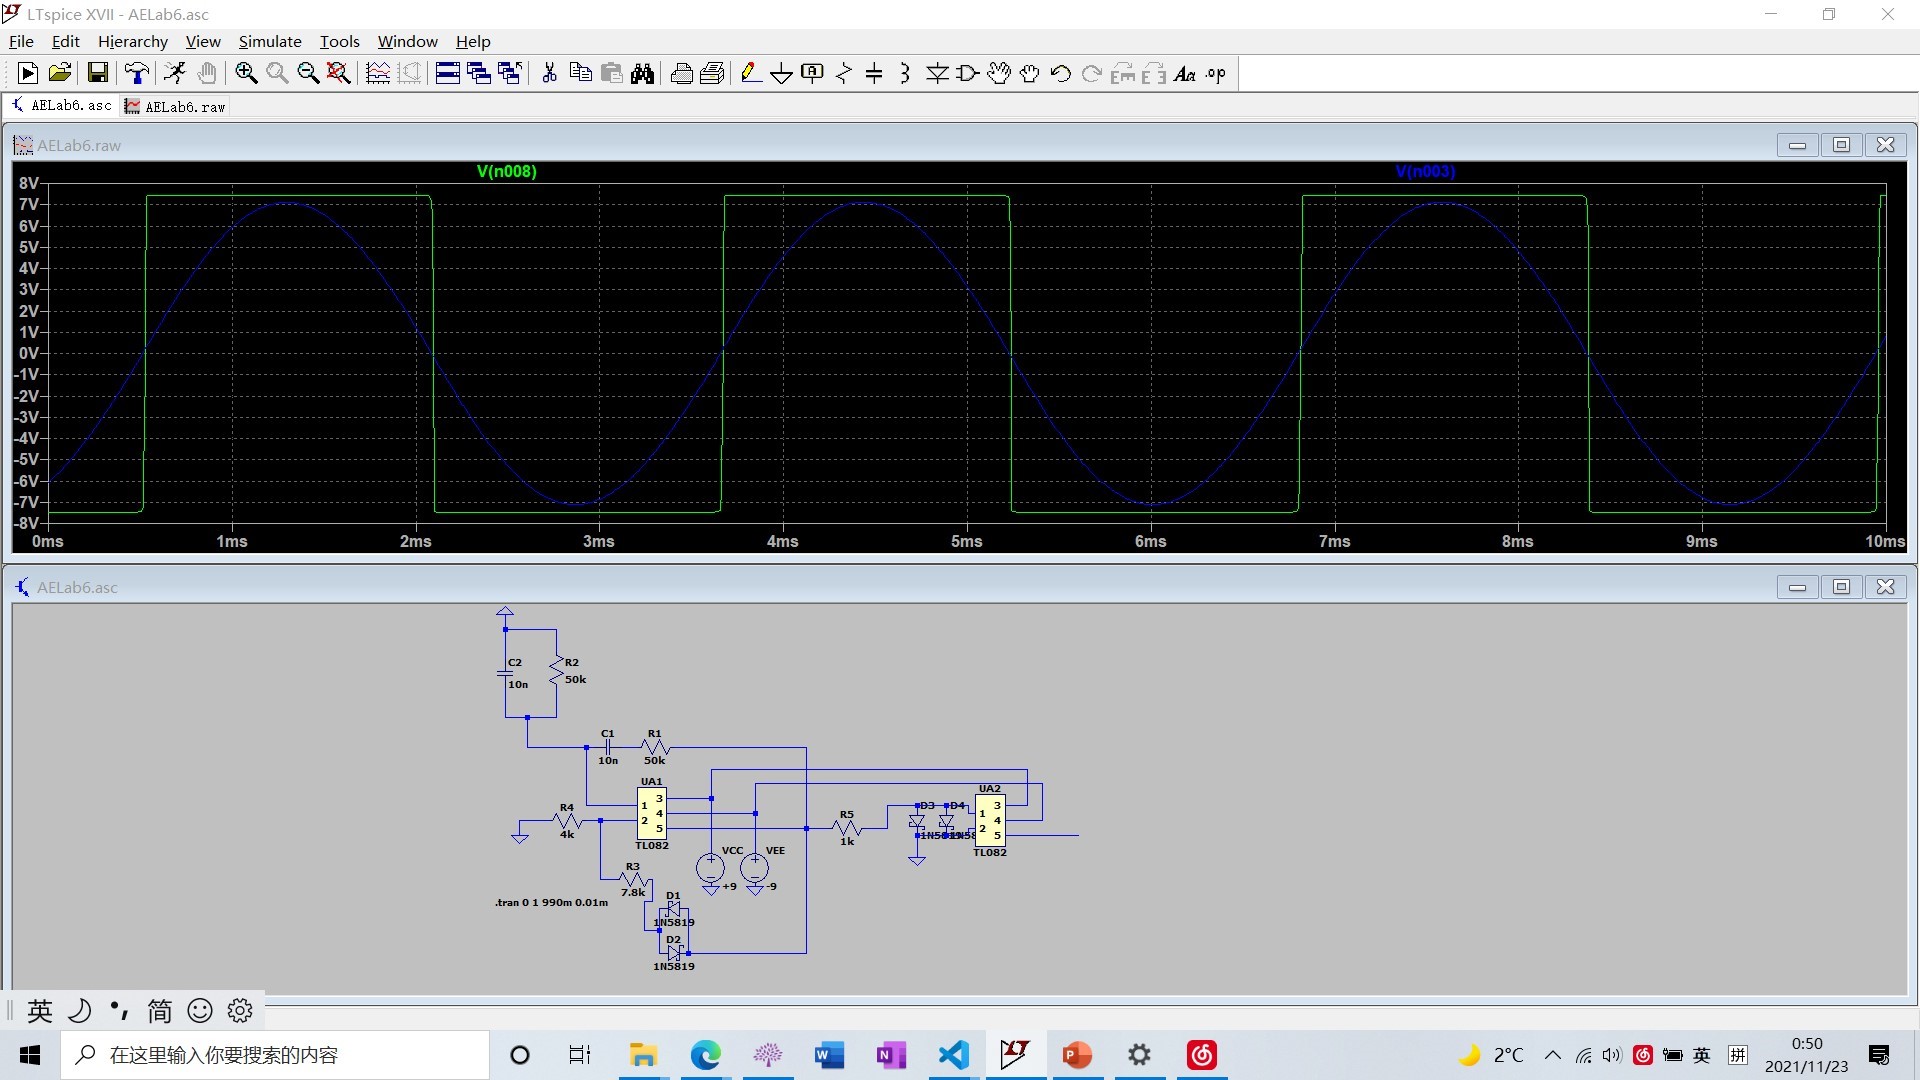 LTspice XVII - AELab6.asc
File Edit Hierarchy View Simulate Tools Window Help
.op
AELab6.asc AELab6.raw
AELab6.raw
V(n008) V(n003)
8V
7V
6V
5V
4V
3V
2V
1V
0V
-1V
-2V
-3V
-4V
-5V
-6V
-7V
-8V
0ms 1ms 2ms 3ms 4ms 5ms 6ms 7ms 8ms 9ms 10ms
AELab6.asc
C2 R2
10n 50k
C1 R1
10n 50k
UA1
1 2 3 4 5
TL082
R4
4k
R3
7.8k
VCC VEE
+9 -9
R5
1k
D3 D4
1N5819
UA2
1 2 3 4 5
TL082
D1
1N5819
D2
1N5819
.tran 0 1 990m 0.01m
英 简
在这里输入你要搜索的内容
2°C 英 拼
0:50
2021/11/23